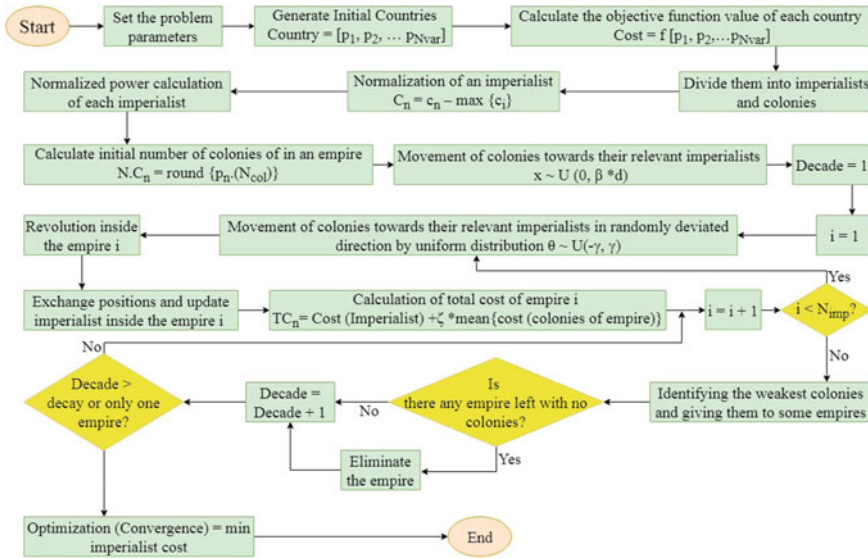 Start
Set the problem
parameters
Generate Initial Countries
Country = [p1, p2, … pNvar]
Calculate the objective function value of each country
Cost = f [p1, p2,…pNvar]
Normalized power calculation
of each imperialist
Normalization of an imperialist
Cn = cn – max {ci}
Divide them into imperialists
and colonies
Calculate initial number of colonies of in an empire
N.Cn = round {pn.(Ncol)}
Movement of colonies towards their relevant imperialists
x ~ U (0, β *d)
Decade = 1
Revolution inside
the empire i
Movement of colonies towards their relevant imperialists in randomly deviated
direction by uniform distribution θ ~ U(-γ, γ)
i = 1
Yes
Exchange positions and update
imperialist inside the empire i
Calculation of total cost of empire i
TCn= Cost (Imperialist) +ζ *mean{cost (colonies of empire)}
i = i + 1
i < Nimp?
No
No
Decade >
decay or only one
empire?
Decade =
Decade + 1
No
Is
there any empire left with no
colonies?
Identifying the weakest colonies
and giving them to some empires
Yes
Eliminate
the empire
Optimization (Convergence) = min
imperialist cost
End